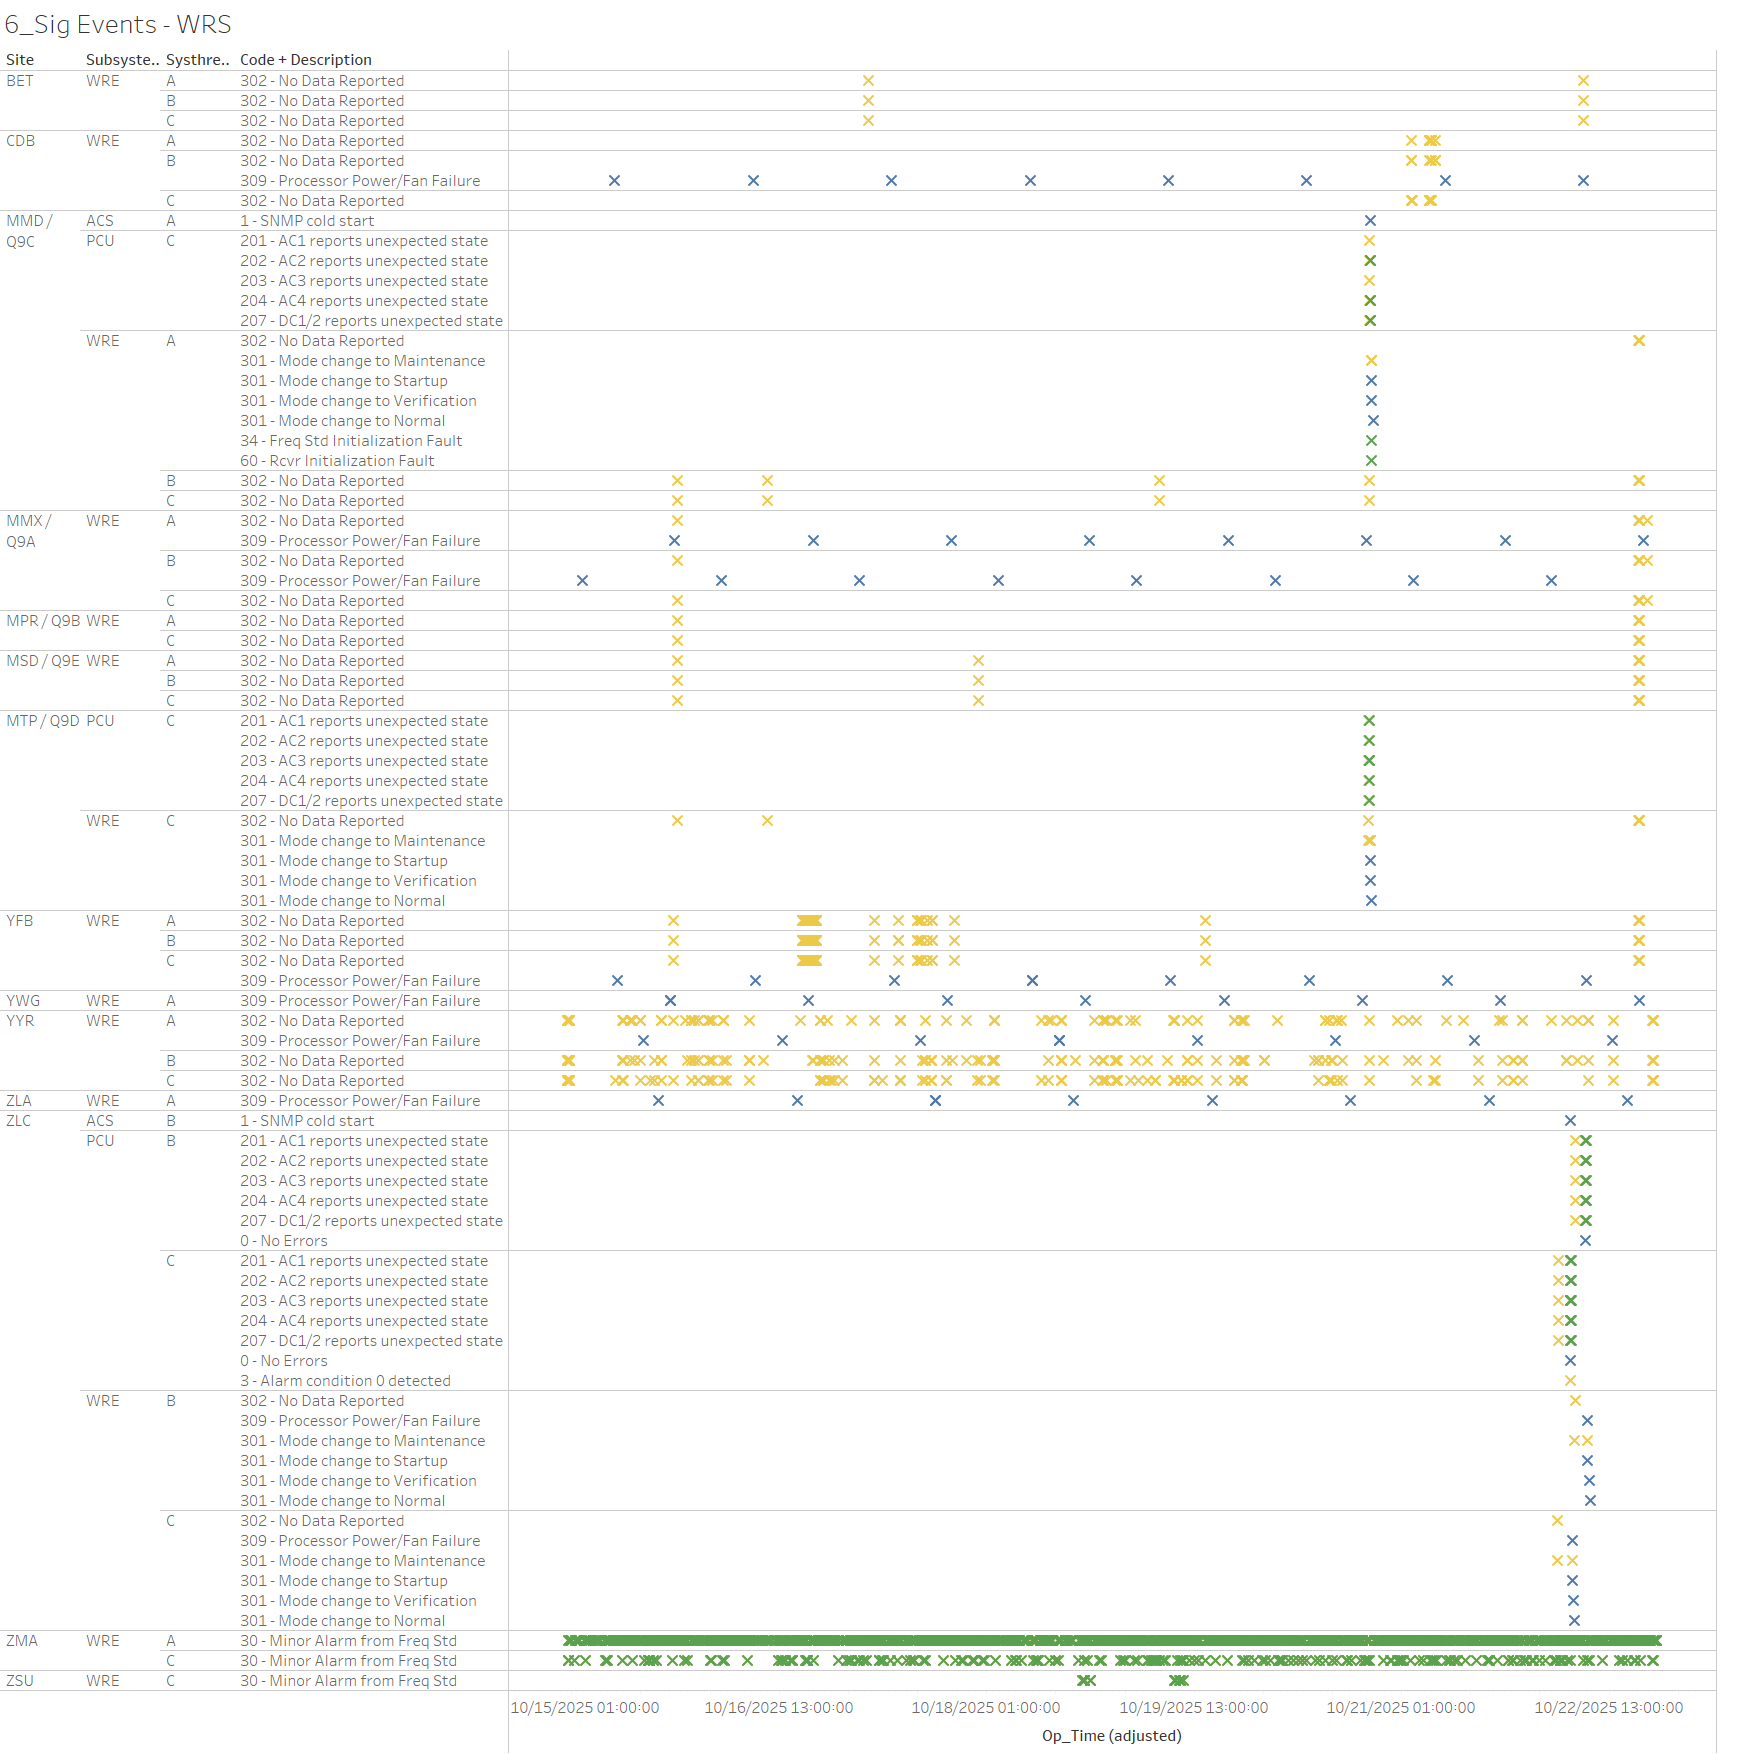 6_Sig Events - WRS
Site Subsyste.. Systhre.. Code + Description
BET WRE A 302 - No Data Reported
B 302 - No Data Reported
C 302 - No Data Reported
CDB WRE A 302 - No Data Reported
B 302 - No Data Reported
309 - Processor Power/Fan Failure
C 302 - No Data Reported
MMD / Q9C ACS A 1 - SNMP cold start
PCU C 201 - AC1 reports unexpected state
202 - AC2 reports unexpected state
203 - AC3 reports unexpected state
204 - AC4 reports unexpected state
207 - DC1/2 reports unexpected state
WRE A 302 - No Data Reported
301 - Mode change to Maintenance
301 - Mode change to Startup
301 - Mode change to Verification
301 - Mode change to Normal
34 - Freq Std Initialization Fault
60 - Rcvr Initialization Fault
B 302 - No Data Reported
C 302 - No Data Reported
MMX / Q9A WRE A 302 - No Data Reported
309 - Processor Power/Fan Failure
B 302 - No Data Reported
309 - Processor Power/Fan Failure
C 302 - No Data Reported
MPR / Q9B WRE A 302 - No Data Reported
C 302 - No Data Reported
MSD / Q9E WRE A 302 - No Data Reported
B 302 - No Data Reported
C 302 - No Data Reported
MTP / Q9D PCU C 201 - AC1 reports unexpected state
202 - AC2 reports unexpected state
203 - AC3 reports unexpected state
204 - AC4 reports unexpected state
207 - DC1/2 reports unexpected state
WRE C 302 - No Data Reported
301 - Mode change to Maintenance
301 - Mode change to Startup
301 - Mode change to Verification
301 - Mode change to Normal
YFB WRE A 302 - No Data Reported
B 302 - No Data Reported
C 302 - No Data Reported
309 - Processor Power/Fan Failure
YWG WRE A 309 - Processor Power/Fan Failure
YYR WRE A 302 - No Data Reported
309 - Processor Power/Fan Failure
B 302 - No Data Reported
C 302 - No Data Reported
ZLA WRE A 309 - Processor Power/Fan Failure
ZLC ACS B 1 - SNMP cold start
PCU B 201 - AC1 reports unexpected state
202 - AC2 reports unexpected state
203 - AC3 reports unexpected state
204 - AC4 reports unexpected state
207 - DC1/2 reports unexpected state
0 - No Errors
C 201 - AC1 reports unexpected state
202 - AC2 reports unexpected state
203 - AC3 reports unexpected state
204 - AC4 reports unexpected state
207 - DC1/2 reports unexpected state
0 - No Errors
3 - Alarm condition 0 detected
WRE B 302 - No Data Reported
309 - Processor Power/Fan Failure
301 - Mode change to Maintenance
301 - Mode change to Startup
301 - Mode change to Verification
301 - Mode change to Normal
C 302 - No Data Reported
309 - Processor Power/Fan Failure
301 - Mode change to Maintenance
301 - Mode change to Startup
301 - Mode change to Verification
301 - Mode change to Normal
ZMA WRE A 30 - Minor Alarm from Freq Std
C 30 - Minor Alarm from Freq Std
ZSU WRE C 30 - Minor Alarm from Freq Std
10/15/2025 01:00:00 10/16/2025 13:00:00 10/18/2025 01:00:00 10/19/2025 13:00:00 10/21/2025 01:00:00 10/22/2025 13:00:00
Op_Time (adjusted)